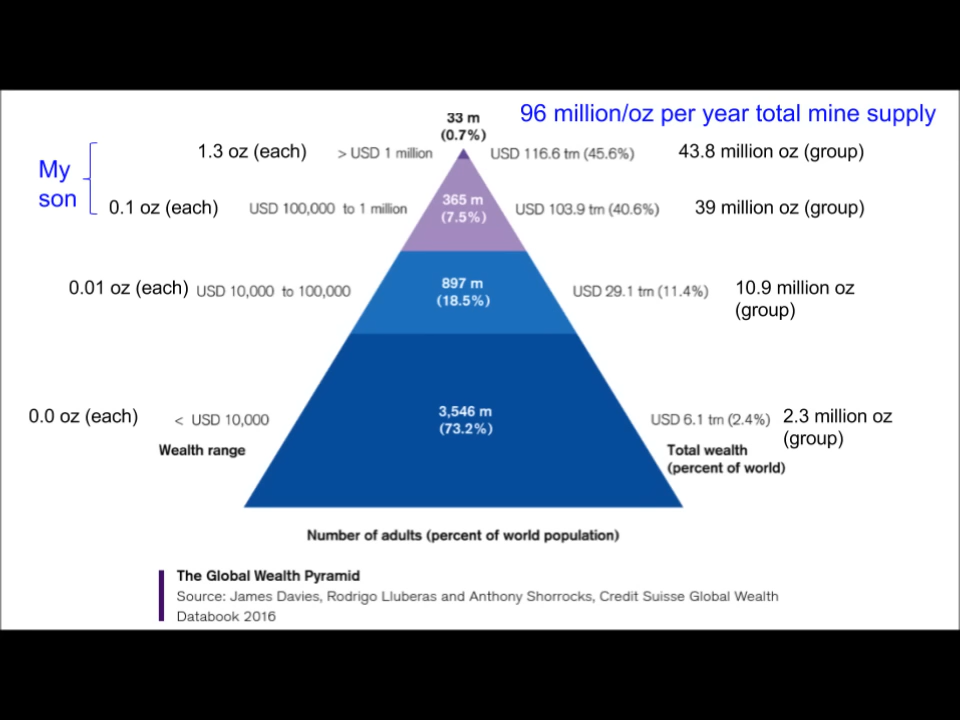 96 million/oz per year total mine supply
33 m
(0.7%)
My
son
1.3 oz (each)
> USD 1 million
USD 116.6 trn (45.6%)
43.8 million oz (group)
0.1 oz (each)
USD 100,000 to 1 million
365 m
(7.5%)
USD 103.9 trn (40.6%)
39 million oz (group)
0.01 oz (each)
USD 10,000 to 100,000
897 m
(18.5%)
USD 29.1 trn (11.4%)
10.9 million oz
(group)
0.0 oz (each)
< USD 10,000
3,546 m
(73.2%)
USD 6.1 trn (2.4%)
2.3 million oz
(group)
Wealth range
Total wealth
(percent of world)
Number of adults (percent of world population)
The Global Wealth Pyramid
Source: James Davies, Rodrigo Lluberas and Anthony Shorrocks, Credit Suisse Global Wealth
Databook 2016